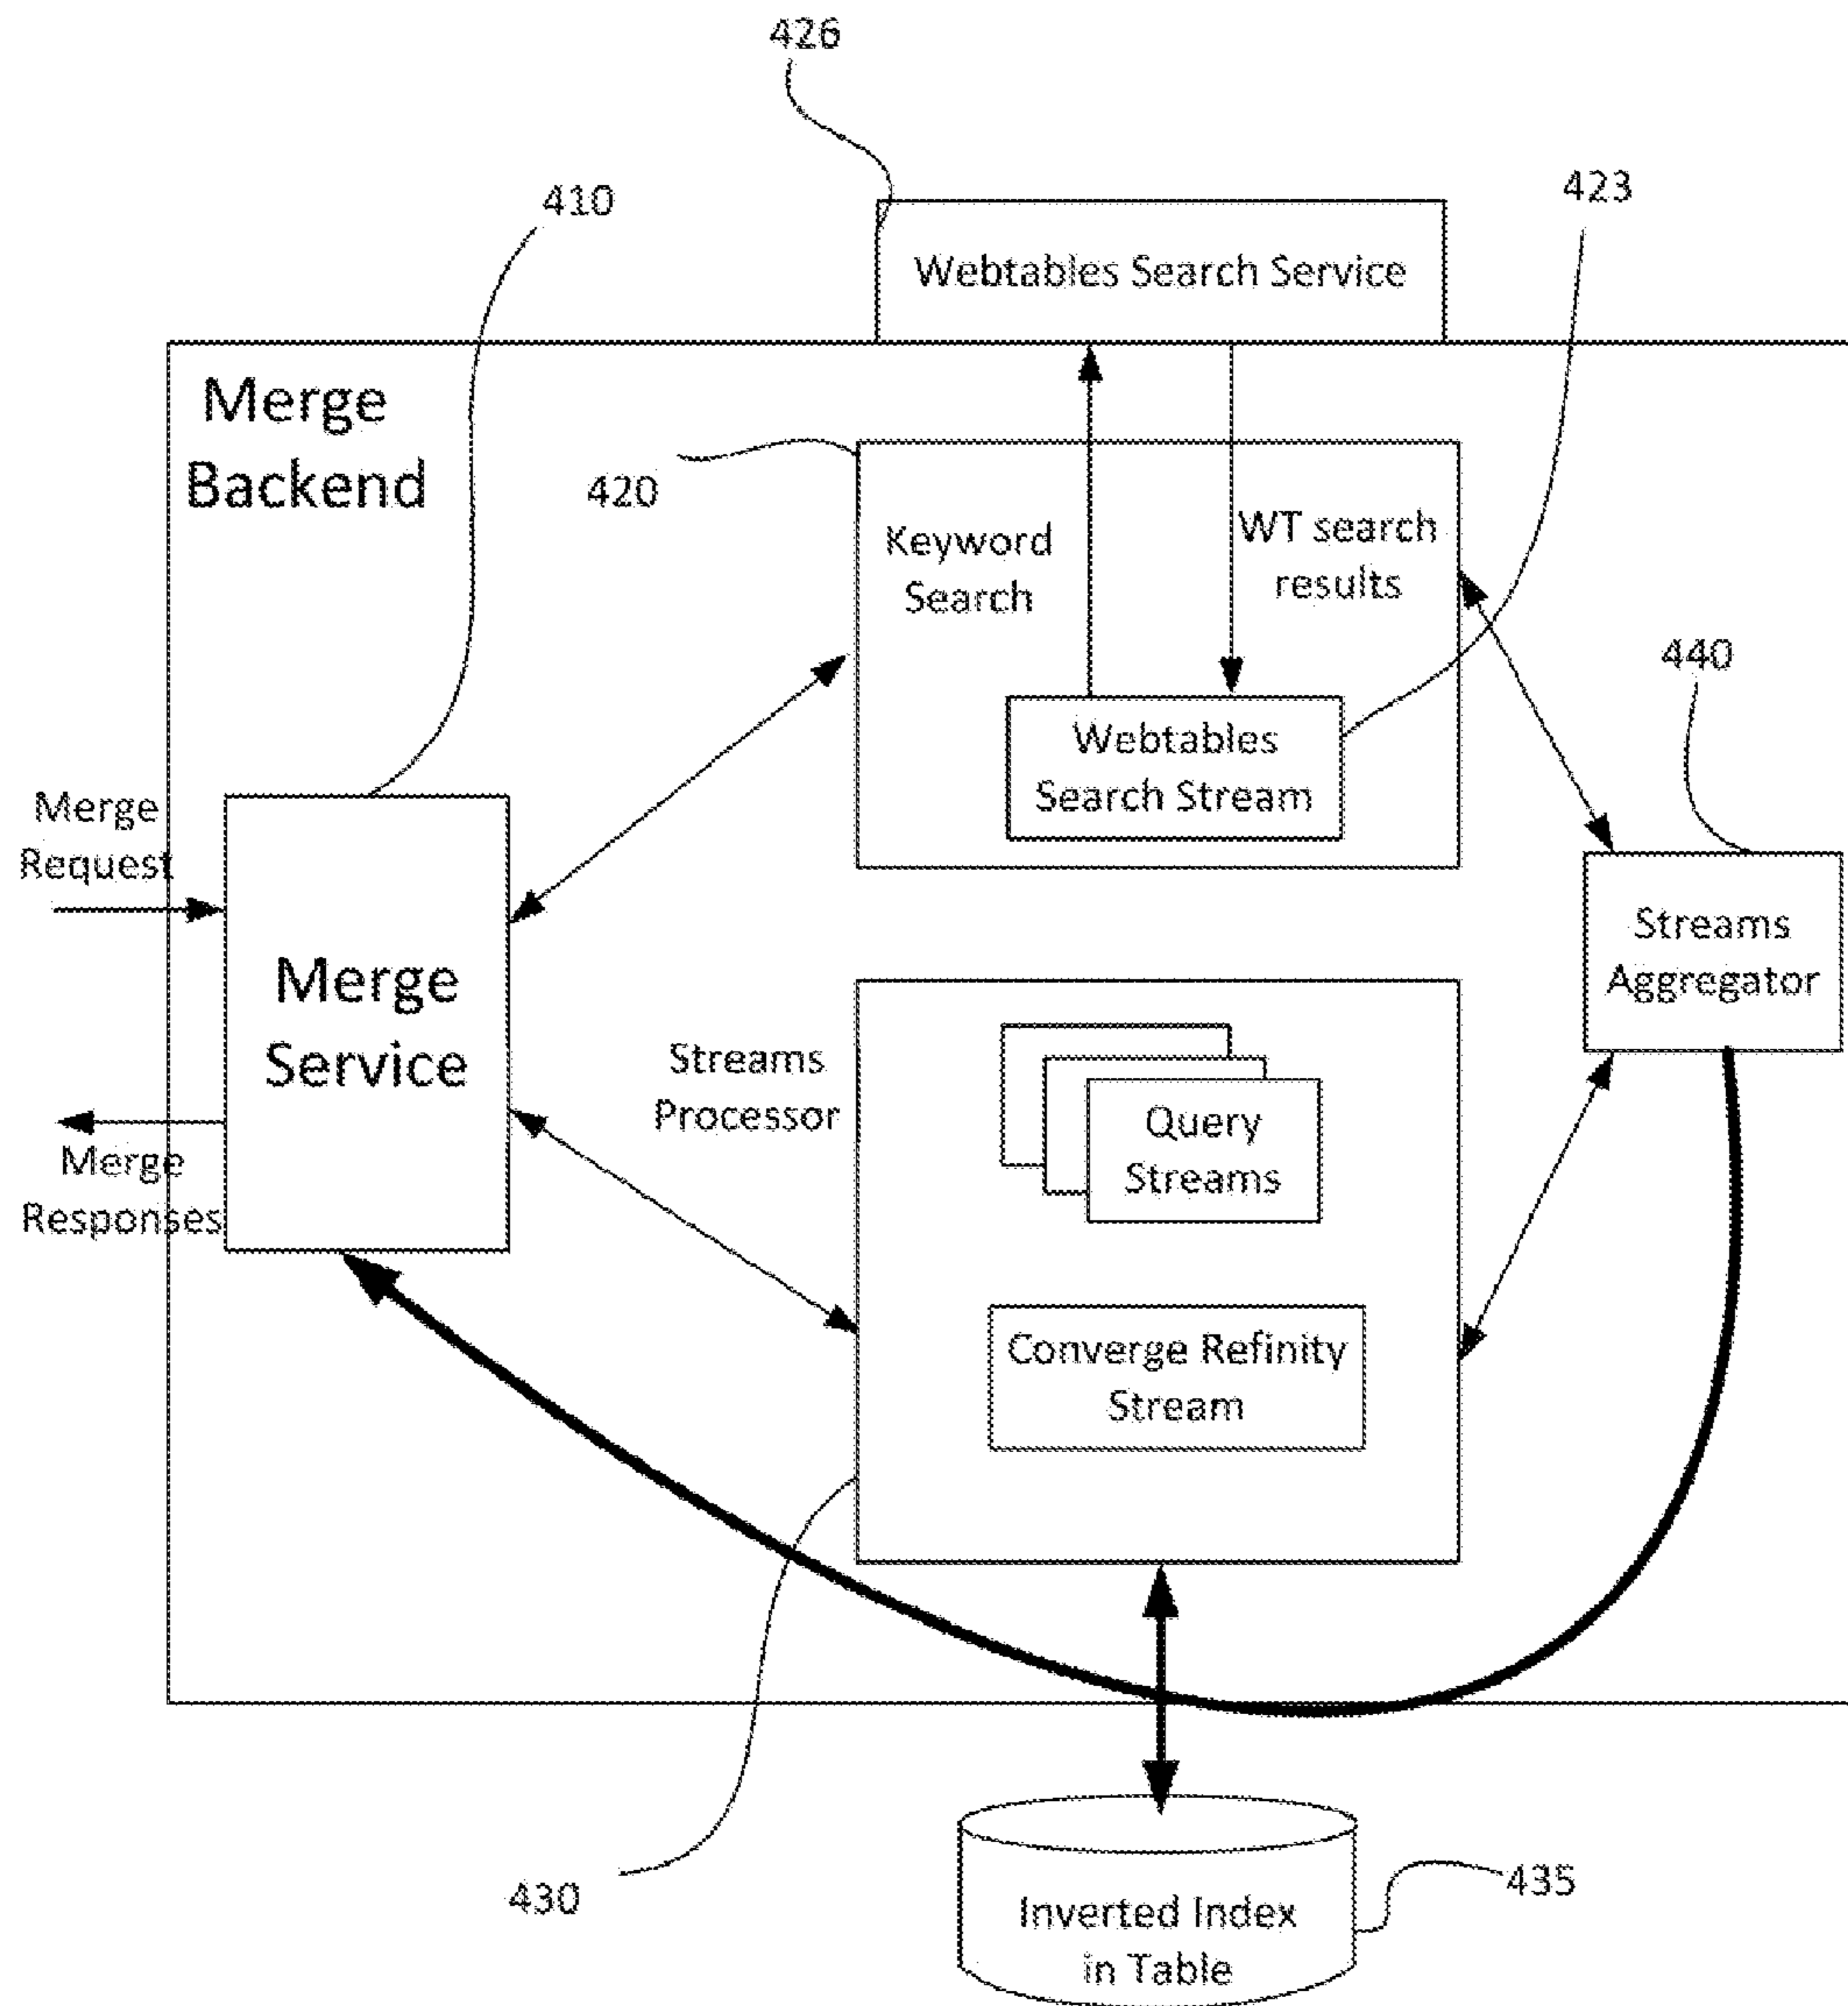 426
410
423
Webtables Search Service
Merge
Backend
420
Keyword
Search
WT search
results
440
Webtables
Search Stream
Merge
Request
Streams
Aggregator
Merge
Service
Streams
Processor
Query
Streams
Merge
Responses
Converge Refinity
Stream
430
435
Inverted Index
in Table